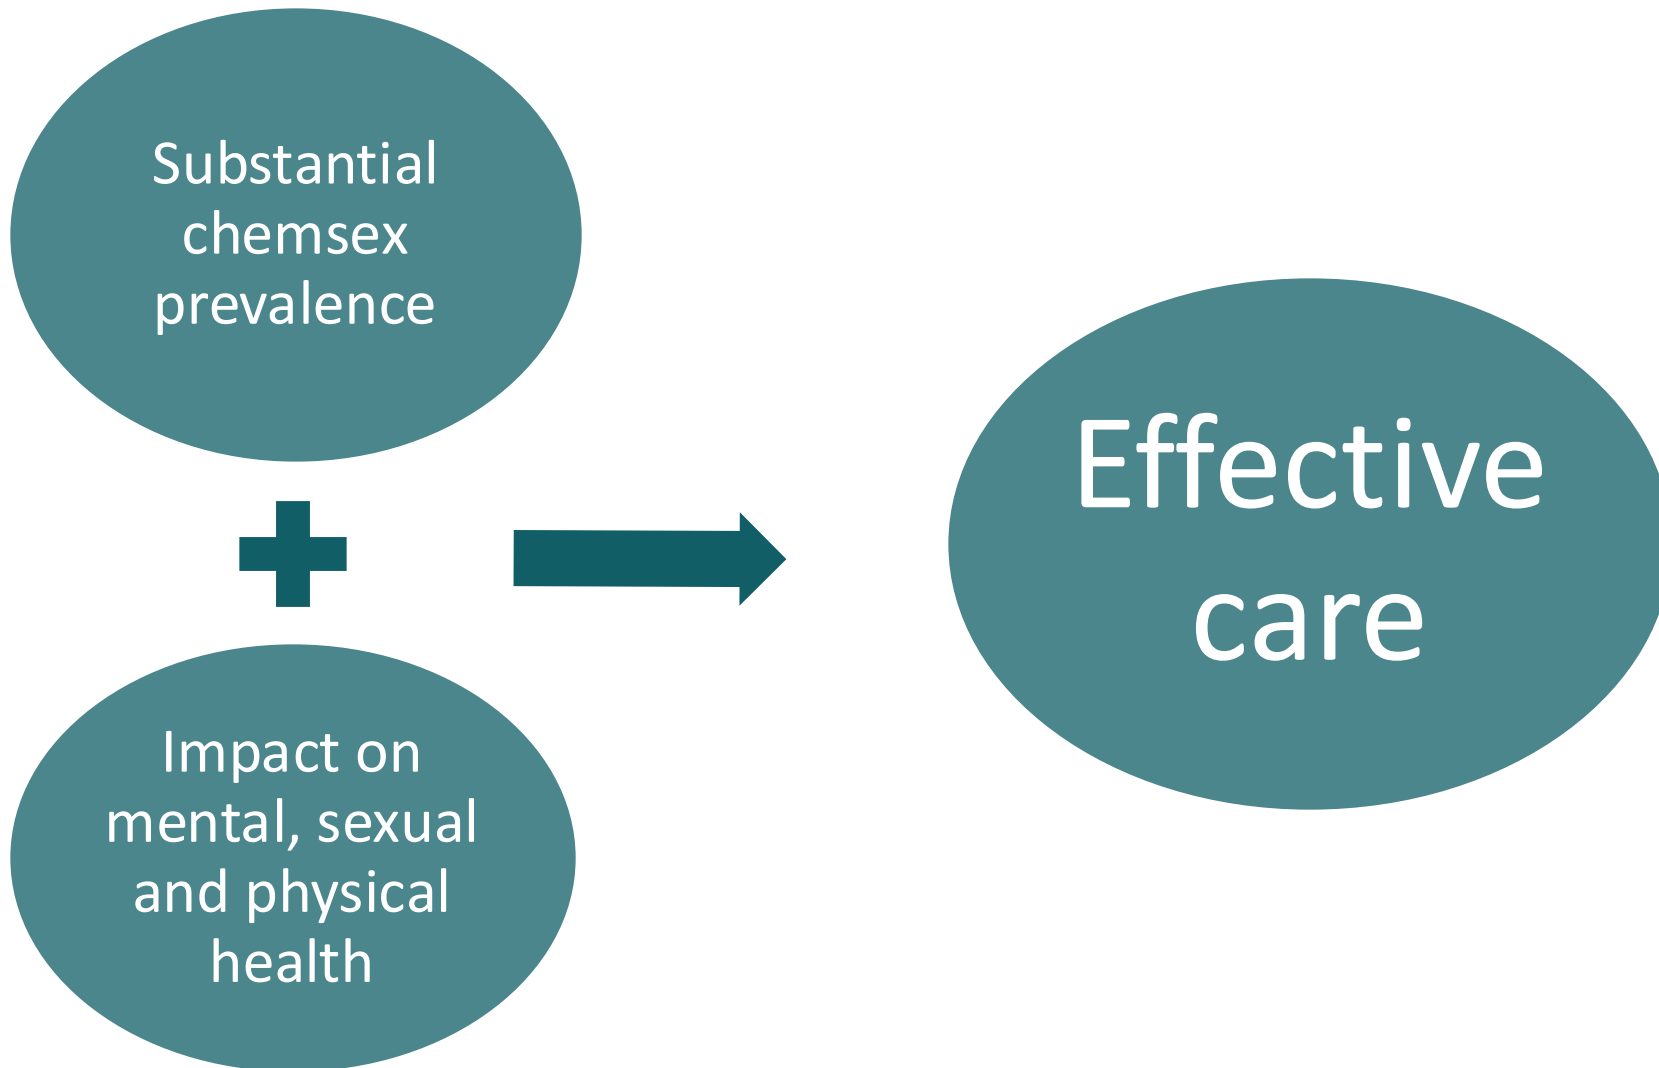 Substantial
chemsex
prevalence
Impact on
mental, sexual
and physical
health
Effective
care